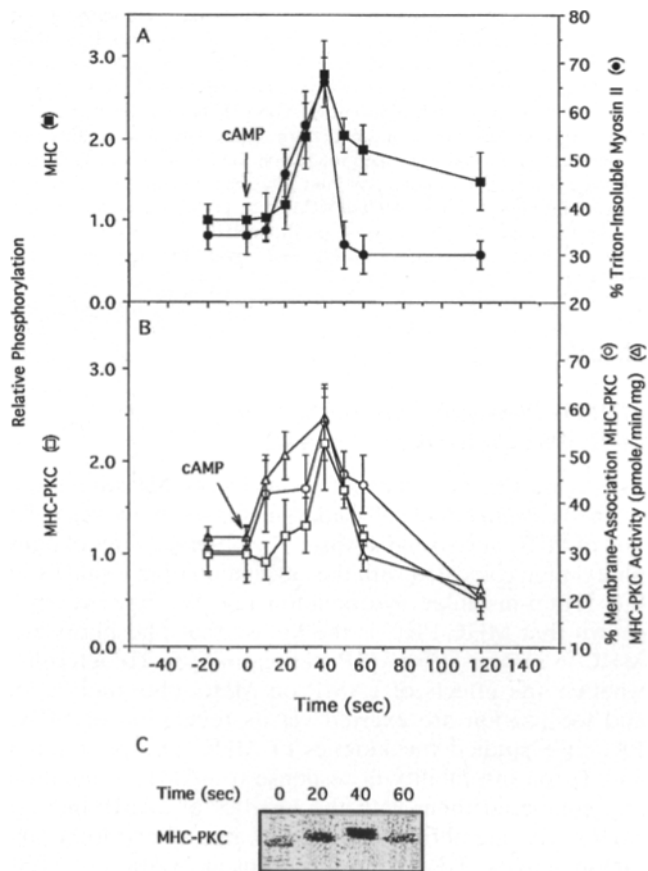 A
cAMP
3.0
2.0
1.0
0.0
80
70
60
50
40
30
20
MHC (■)
% Triton-Insoluble Myosin II (●)
Relative Phosphorylation
B
cAMP
3.0
2.0
1.0
0.0
70
60
50
40
30
20
10
MHC-PKC (□)
% Membrane-Association MHC-PKC (○)
MHC-PKC Activity (pmole/min/mg) (△)
-40 -20 0 20 40 60 80 100 120 140
Time (sec)
C
Time (sec) 0 20 40 60
MHC-PKC